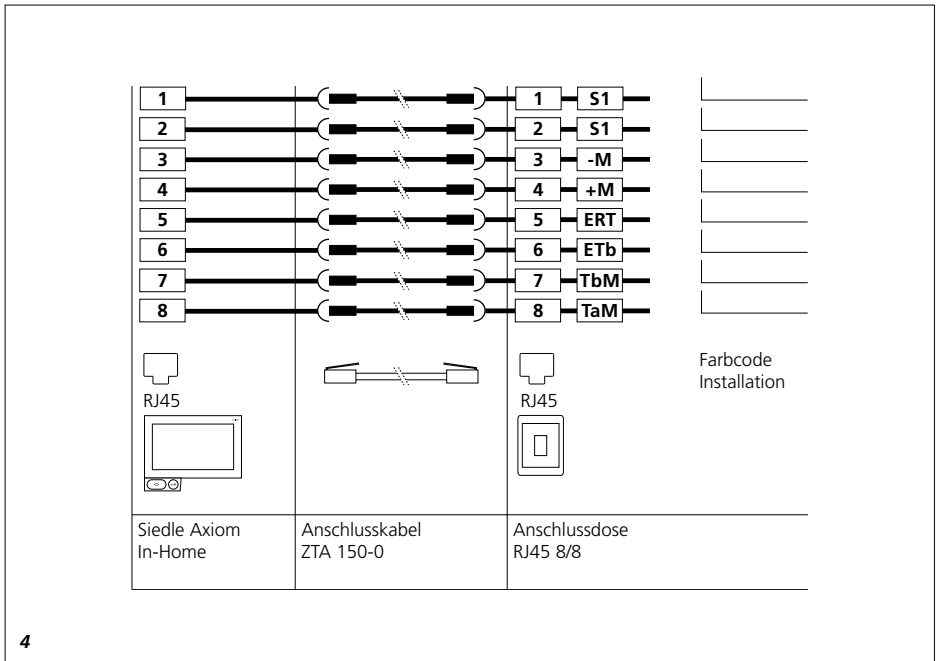 1 1 S1
2 2 S1
3 3 -M
4 4 +M
5 5 ERT
6 6 ETb
7 7 TbM
8 8 TaM
RJ45
RJ45
Farbcode
Installation
Siedle Axiom
In-Home
Anschlusskabel
ZTA 150-0
Anschlussdose
RJ45 8/8
4